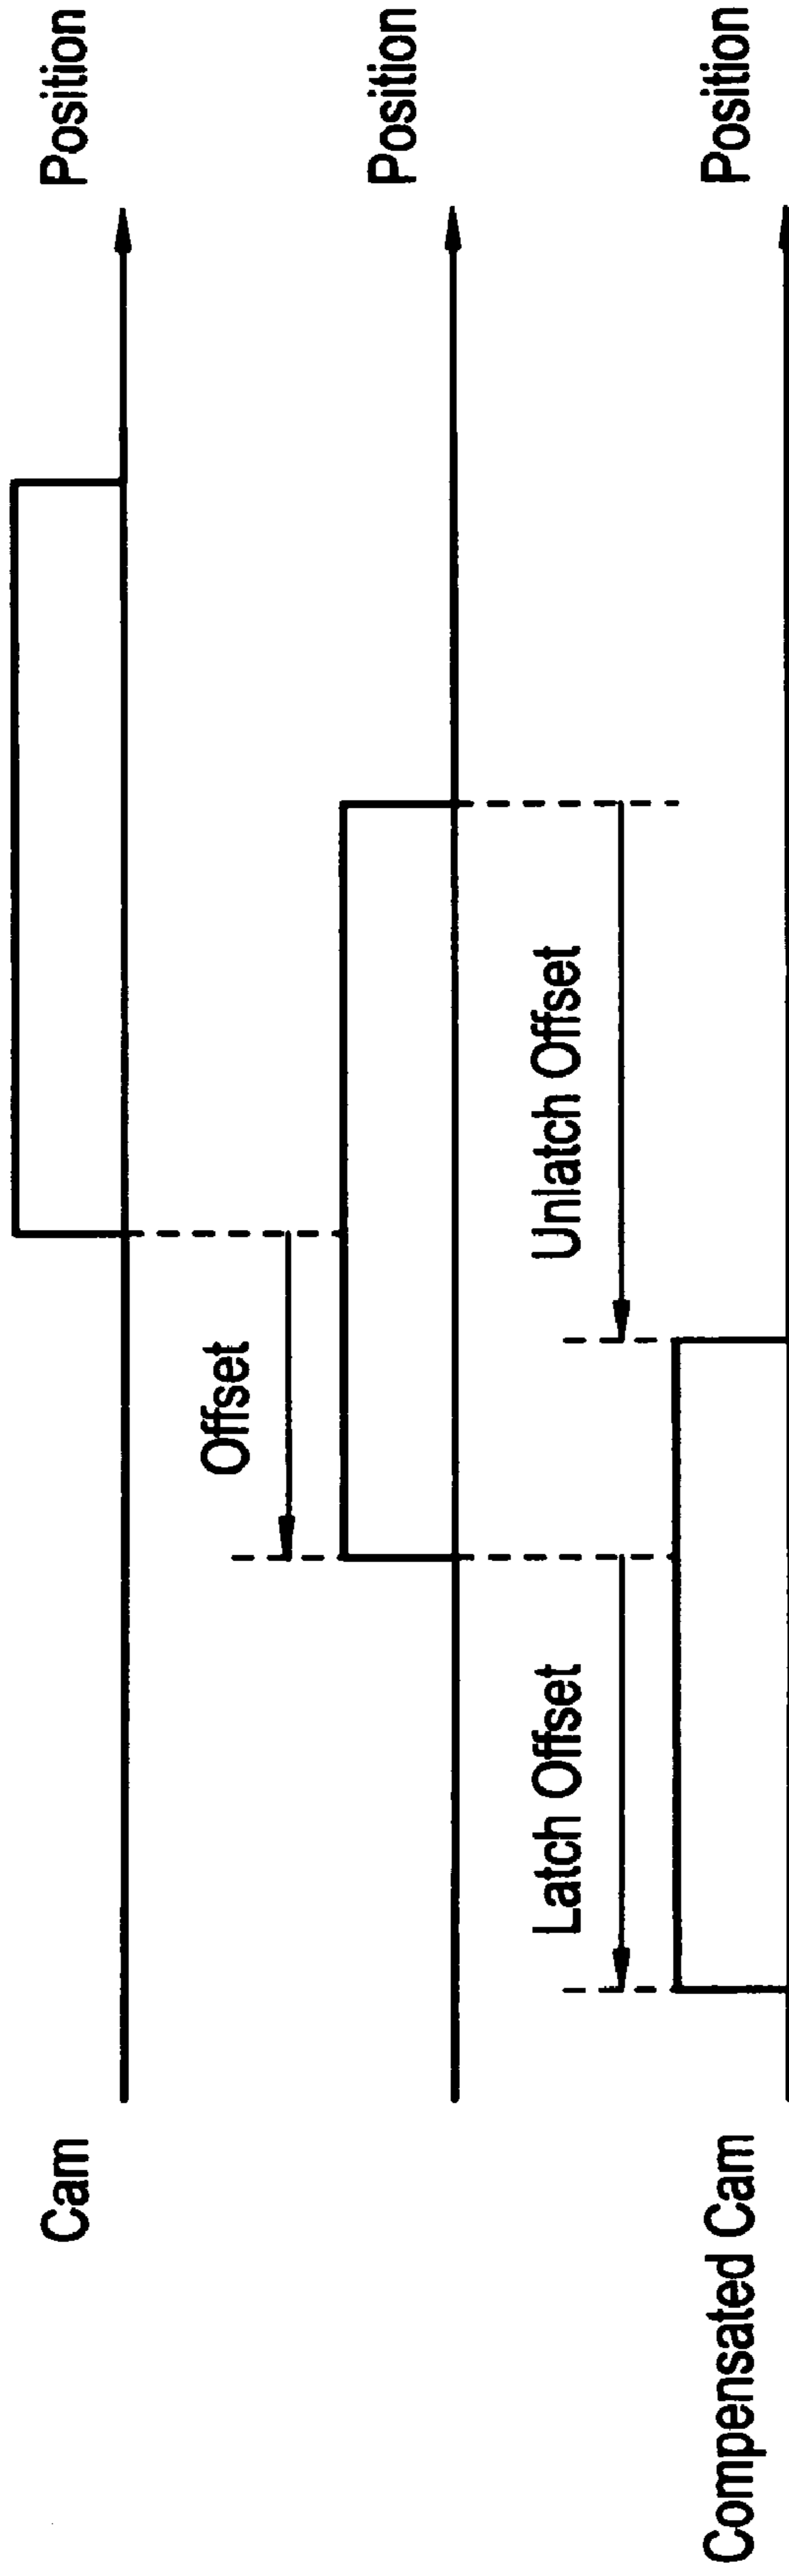 Cam
Position
Offset
Position
Latch Offset
Unlatch Offset
Compensated Cam
Position